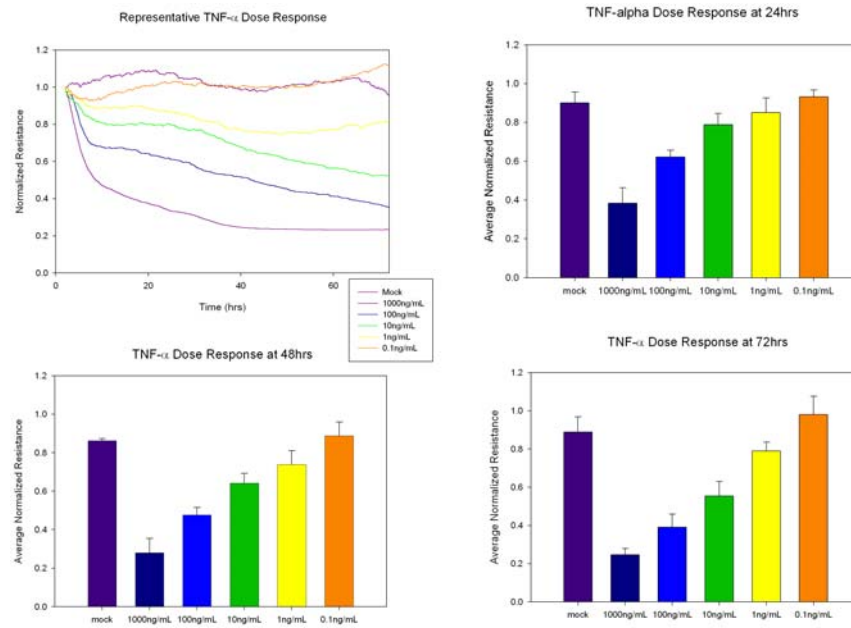 Representative TNF-α Dose Response
Normalized Resistance
1.2
1.0
0.8
0.6
0.4
0.2
0.0
0 20 40 60
Time (hrs)
Mock
1000ng/mL
100ng/mL
10ng/mL
1ng/mL
0.1ng/mL
TNF-alpha Dose Response at 24hrs
Average Normalized Resistance
1.2
1.0
0.8
0.6
0.4
0.2
0.0
mock 1000ng/mL 100ng/mL 10ng/mL 1ng/mL 0.1ng/mL
TNF-α Dose Response at 48hrs
Average Normalized Resistance
1.2
1.0
0.8
0.6
0.4
0.2
0.0
mock 1000ng/mL 100ng/mL 10ng/mL 1ng/mL 0.1ng/mL
TNF-α Dose Response at 72hrs
Average Normalized Resistance
1.2
1.0
0.8
0.6
0.4
0.2
0.0
mock 1000ng/mL 100ng/mL 10ng/mL 1ng/mL 0.1ng/mL